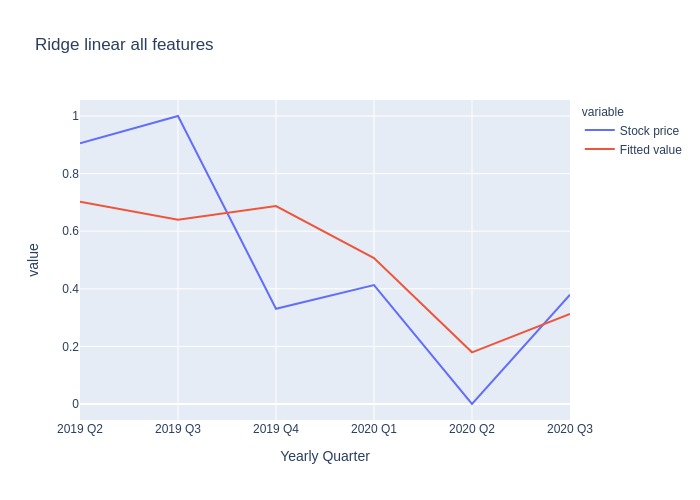 Ridge linear all features
variable
Stock price
Fitted value
value
1
0.8
0.6
0.4
0.2
0
2019 Q2 2019 Q3 2019 Q4 2020 Q1 2020 Q2 2020 Q3
Yearly Quarter